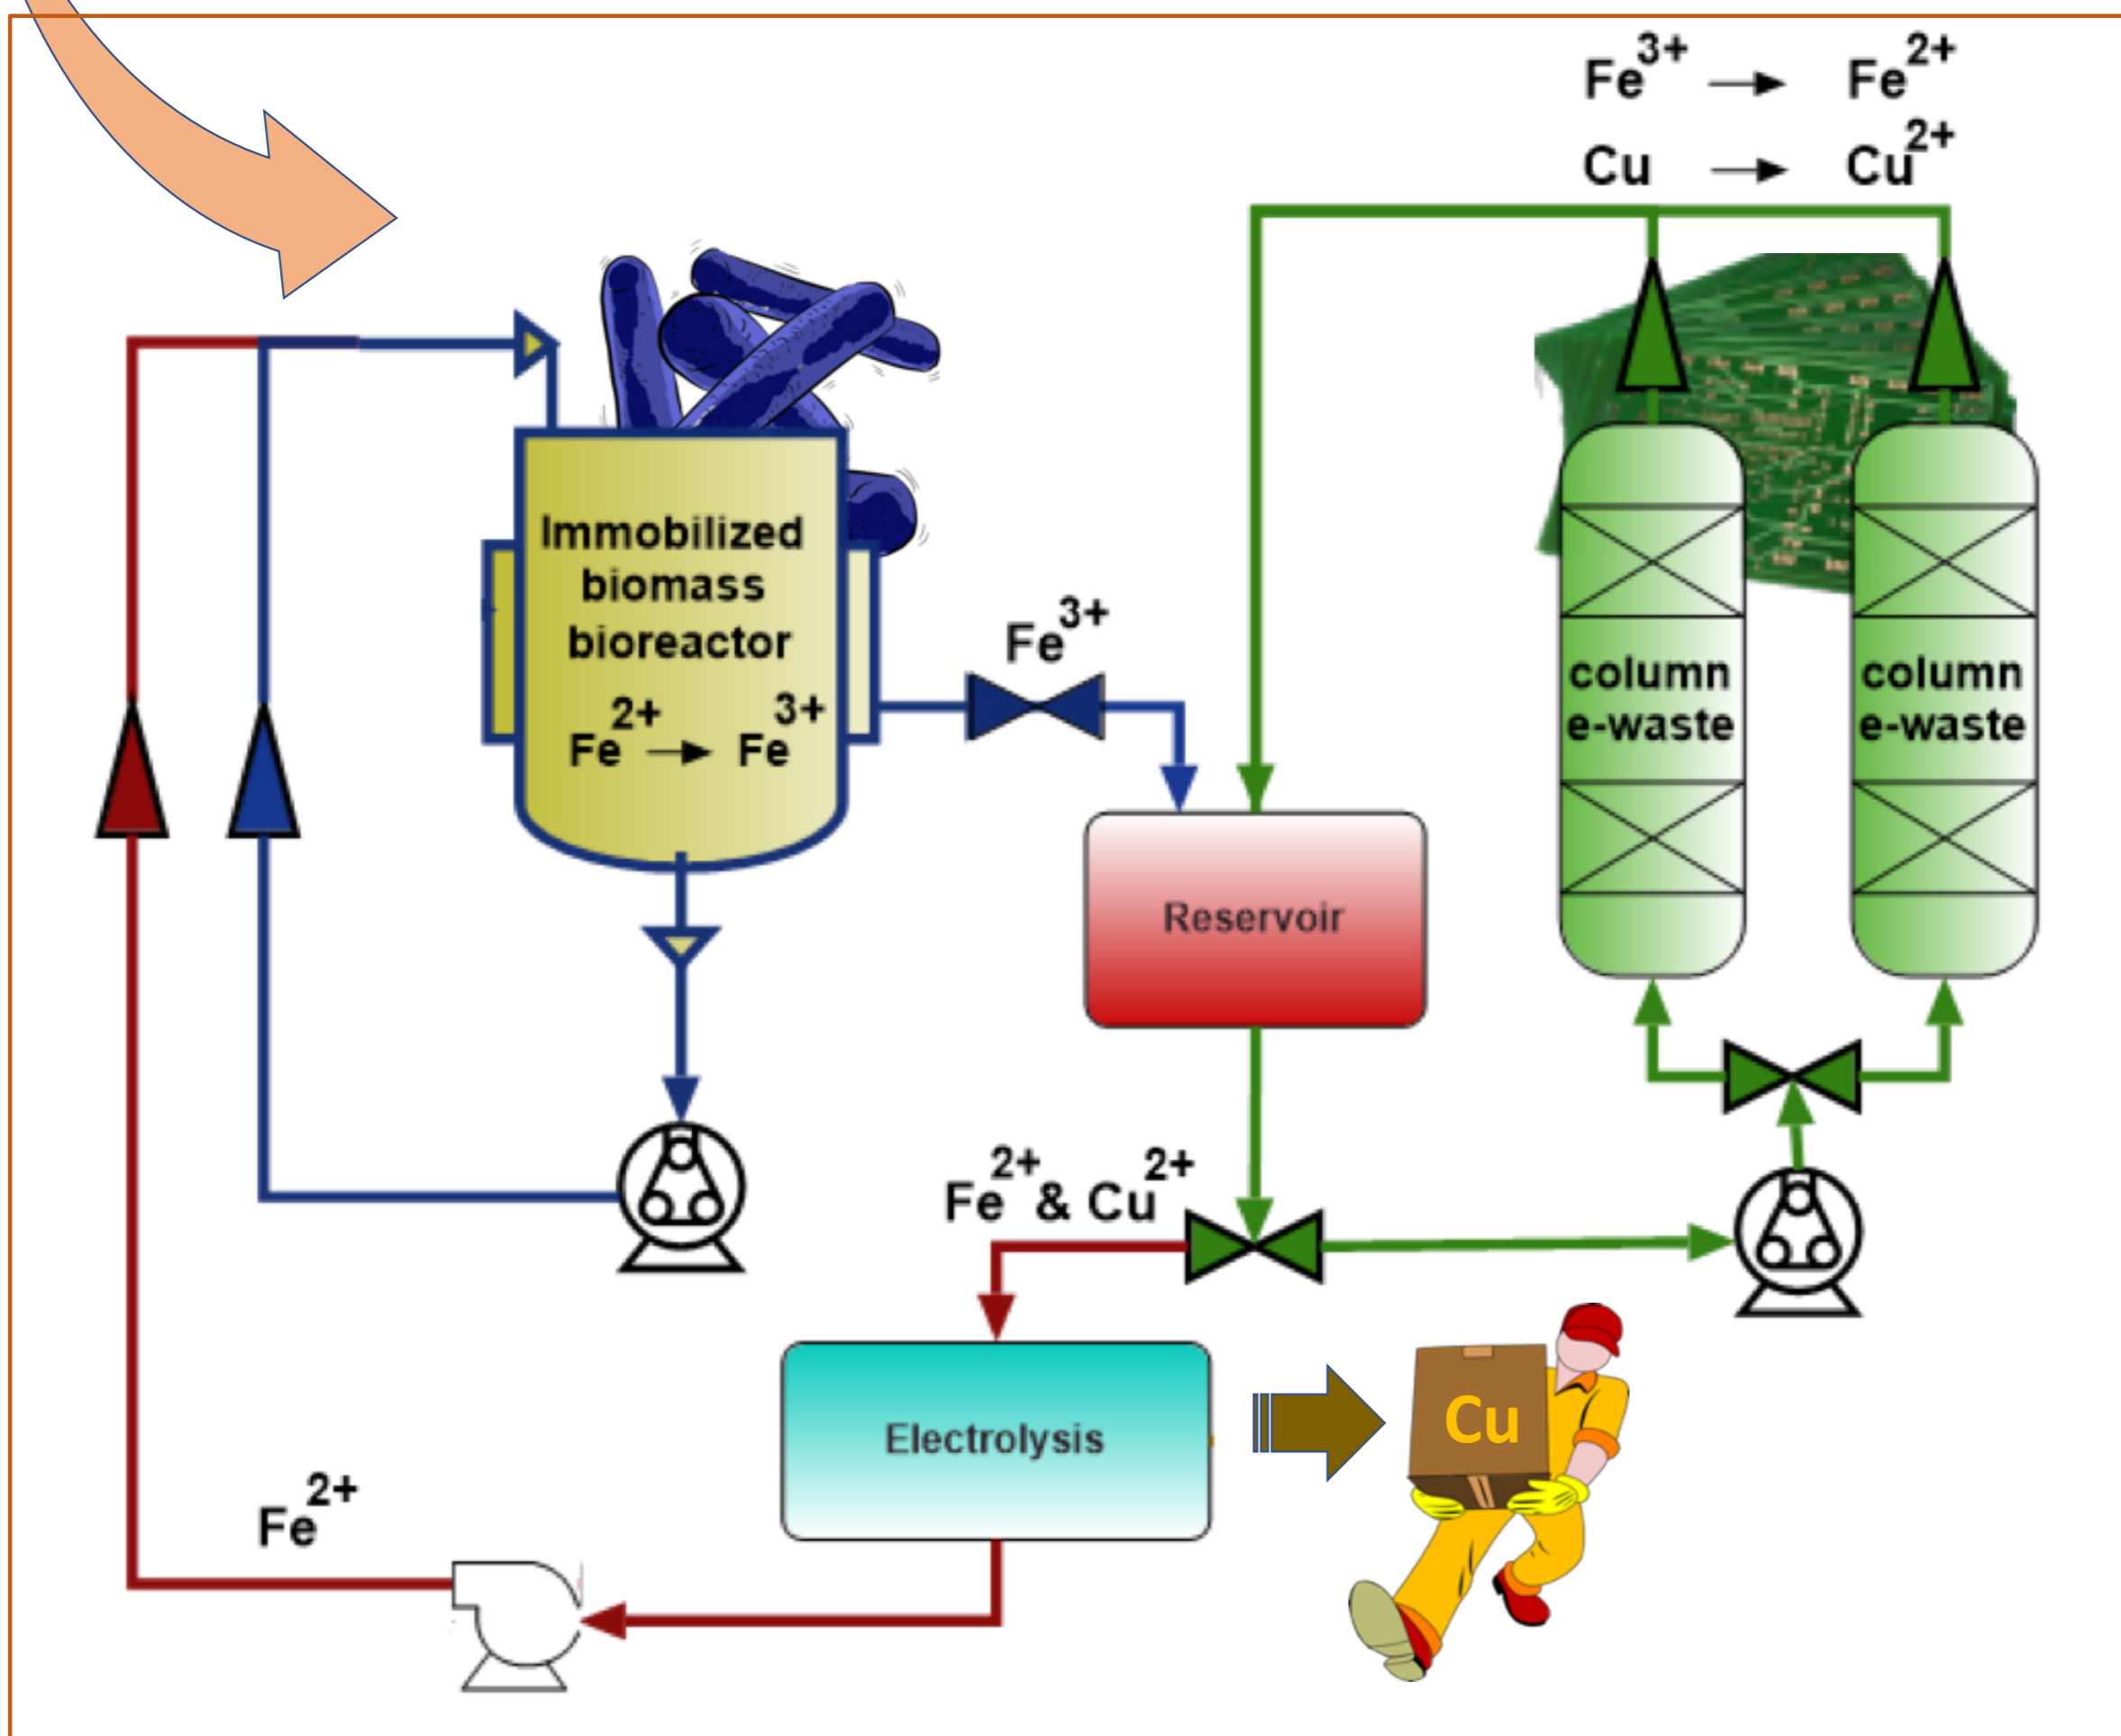 Fe³⁺ → Fe²⁺
Cu → Cu²⁺
Immobilized
biomass
bioreactor
Fe²⁺ → Fe³⁺
Fe³⁺
column
e-waste
column
e-waste
Reservoir
Fe²⁺ & Cu²⁺
Electrolysis
Cu
Fe²⁺